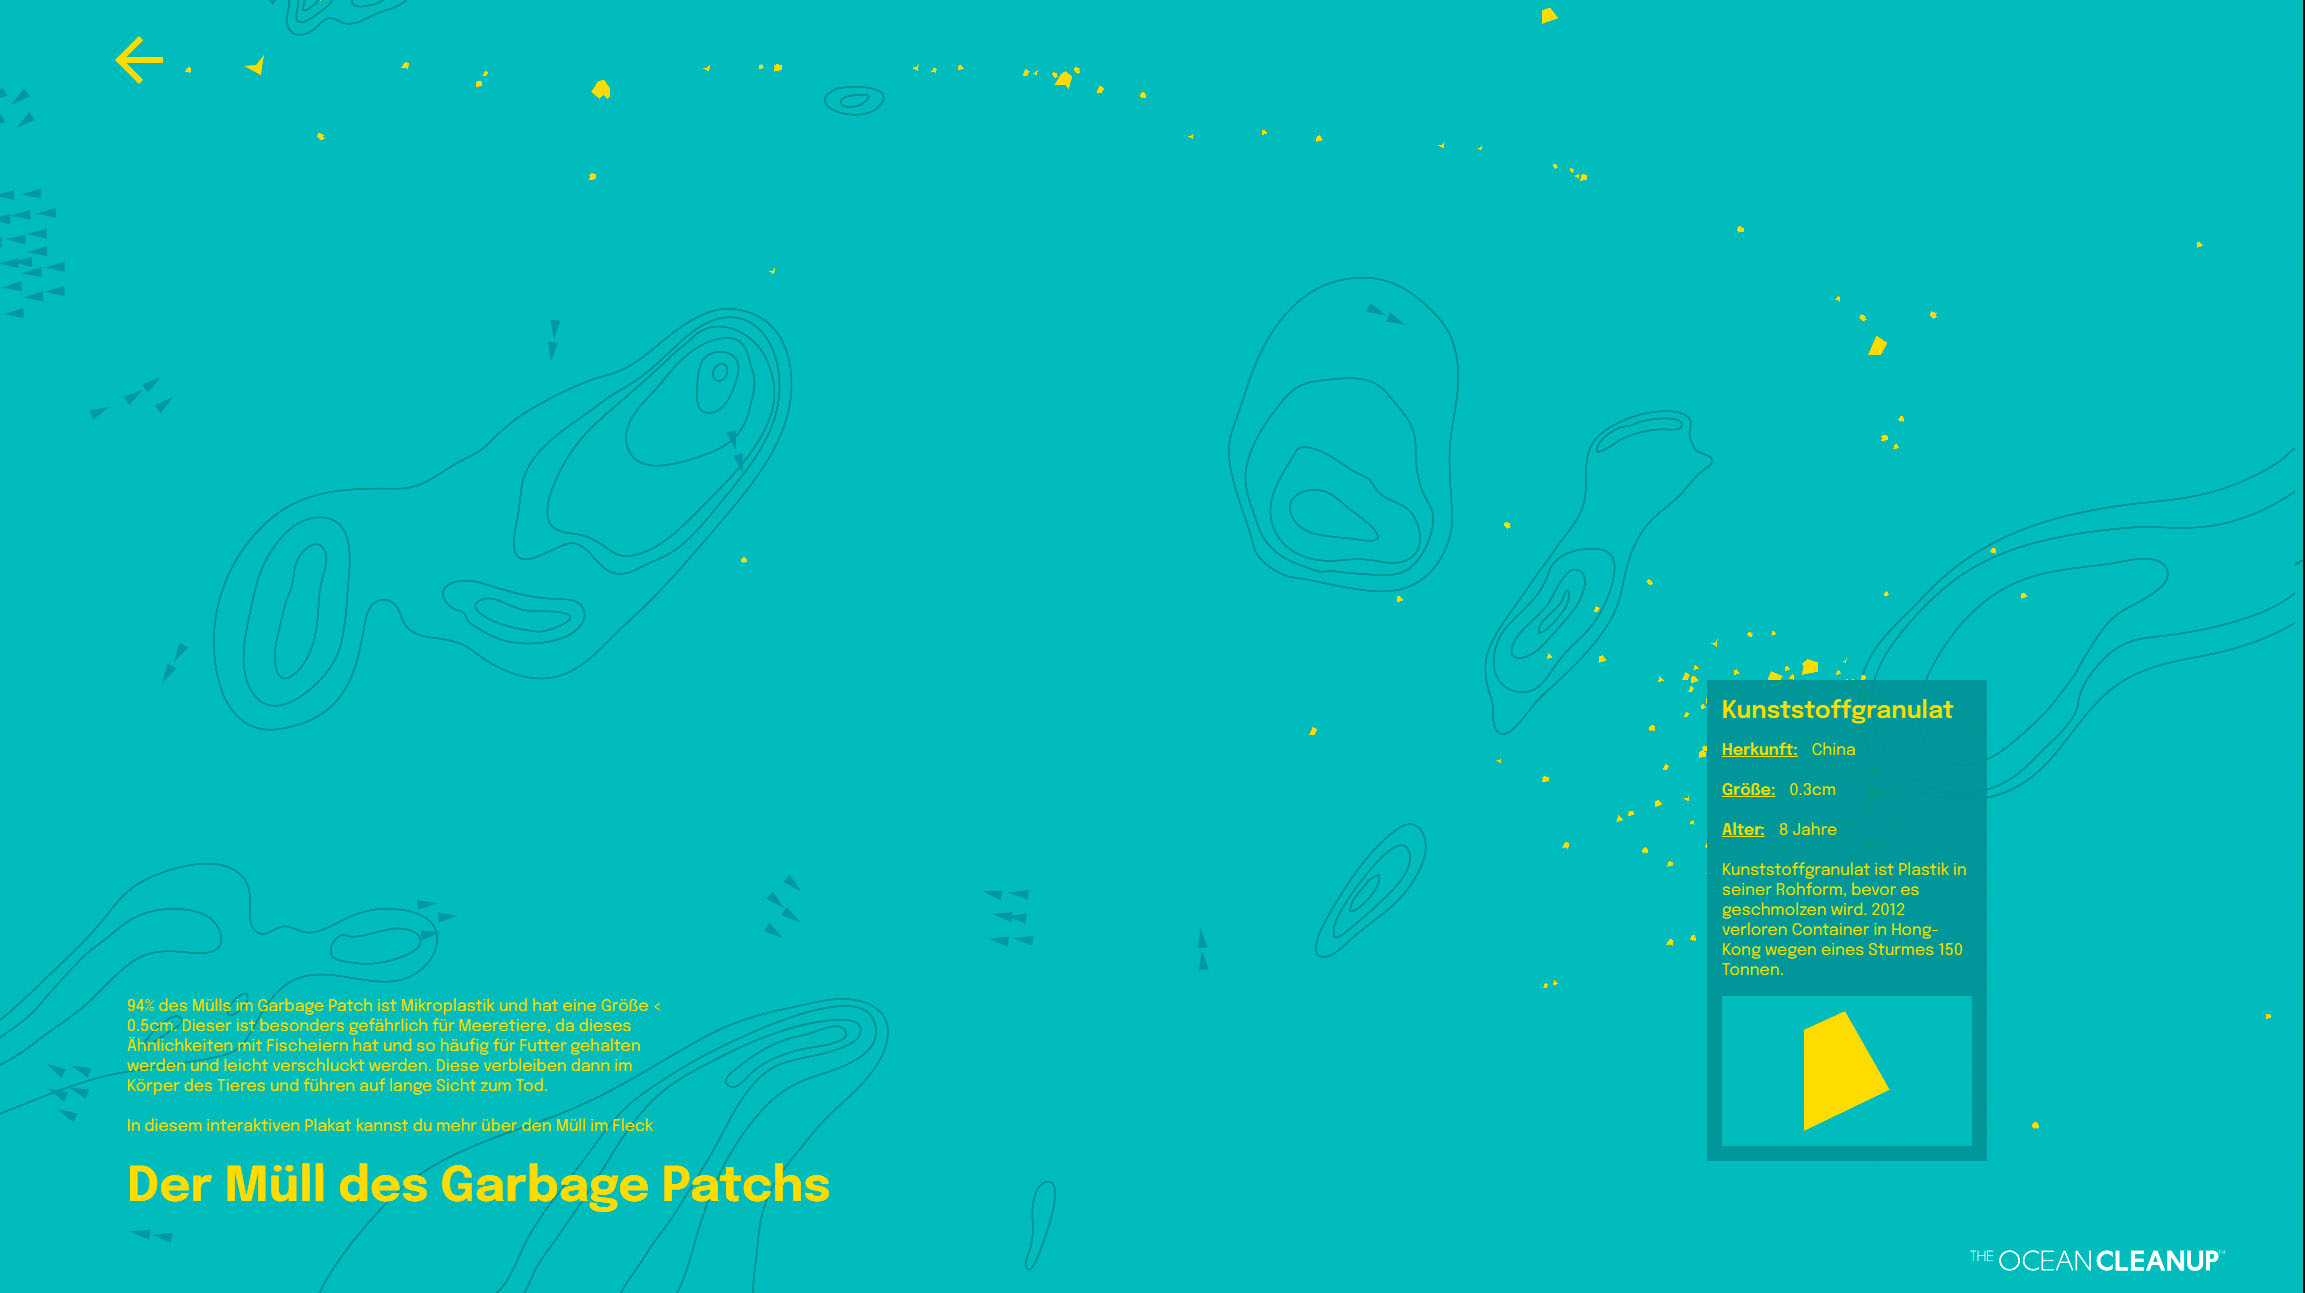 Kunststoffgranulat
Herkunft: China
Größe: 0.3cm
Alter: 8 Jahre
Kunststoffgranulat ist Plastik in
seiner Rohform, bevor es
geschmolzen wird. 2012
verloren Container in Hong-
Kong wegen eines Sturmes 150
Tonnen.
94% des Mülls im Garbage Patch ist Mikroplastik und hat eine Größe <
0.5cm. Dieser ist besonders gefährlich für Meeretiere, da dieses
Ähnlichkeiten mit Fischeiern hat und so häufig für Futter gehalten
werden und leicht verschluckt werden. Diese verbleiben dann im
Körper des Tieres und führen auf lange Sicht zum Tod.
In diesem interaktiven Plakat kannst du mehr über den Müll im Fleck
Der Müll des Garbage Patchs
THE OCEAN CLEANUP™